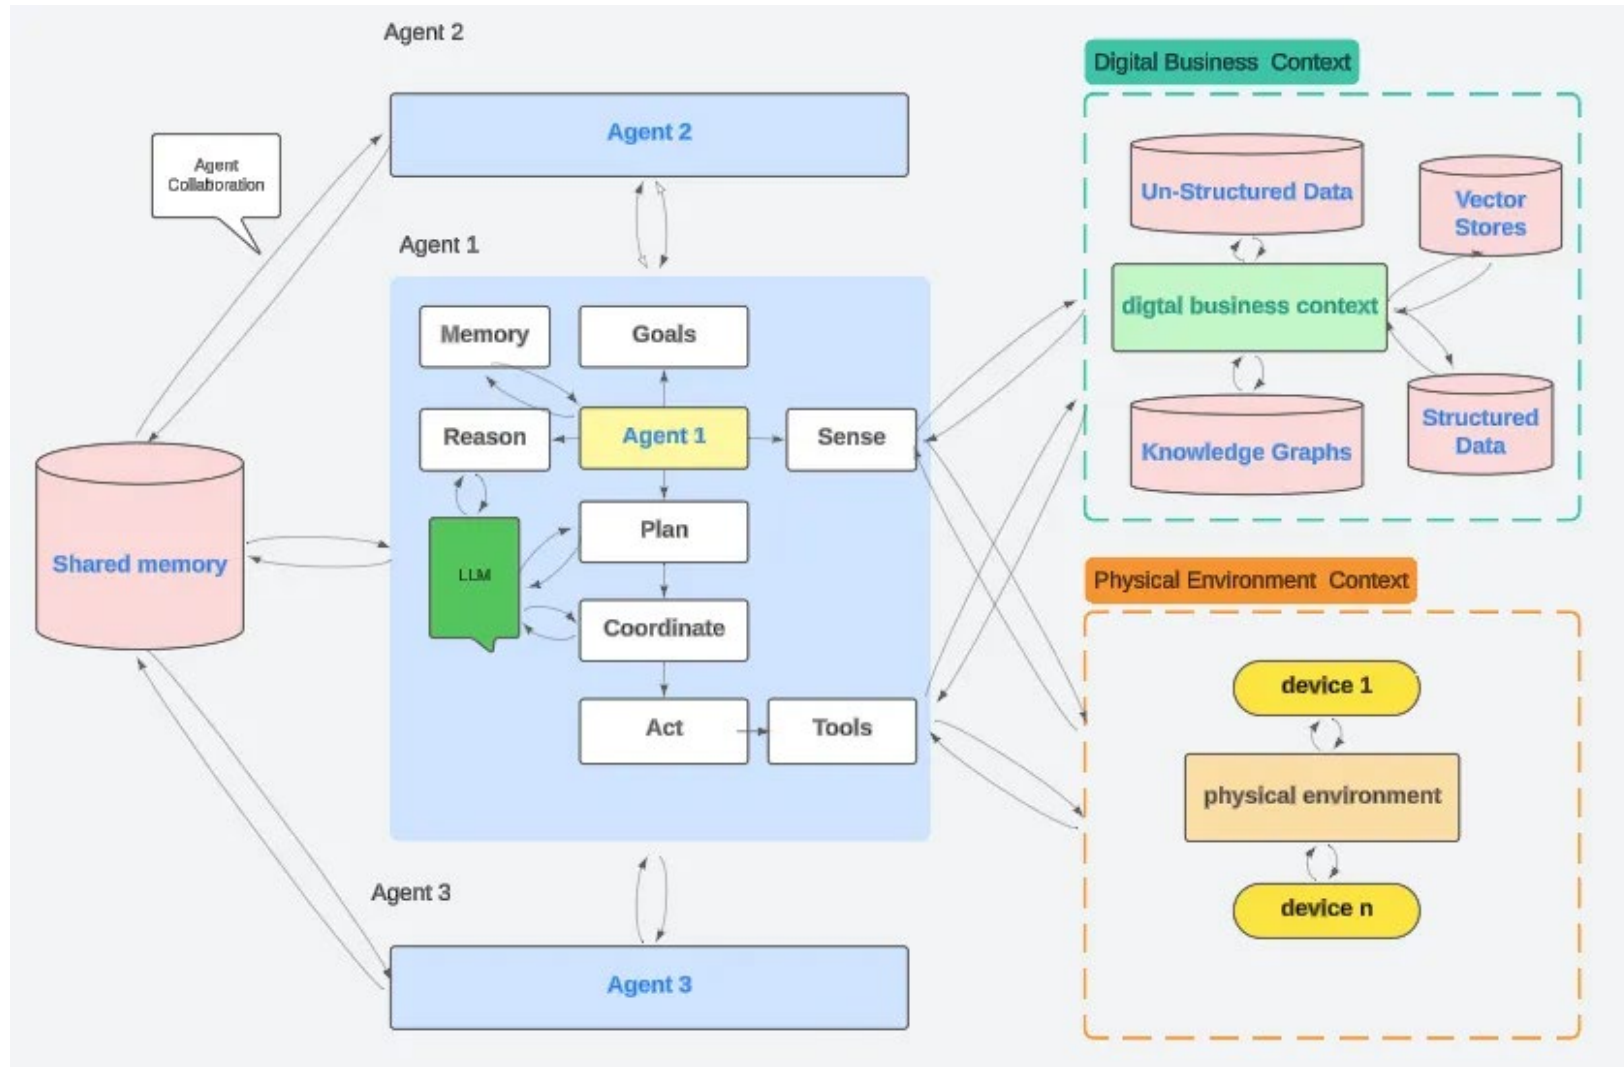 Agent 2
Agent 2
Agent
Collaboration
Agent 1
Memory
Goals
Reason
Agent 1
Sense
LLM
Plan
Coordinate
Act
Tools
Shared memory
Agent 3
Agent 3
Digital Business Context
Un-Structured Data
Vector
Stores
digtal business context
Knowledge Graphs
Structured
Data
Physical Environment Context
device 1
physical environment
device n